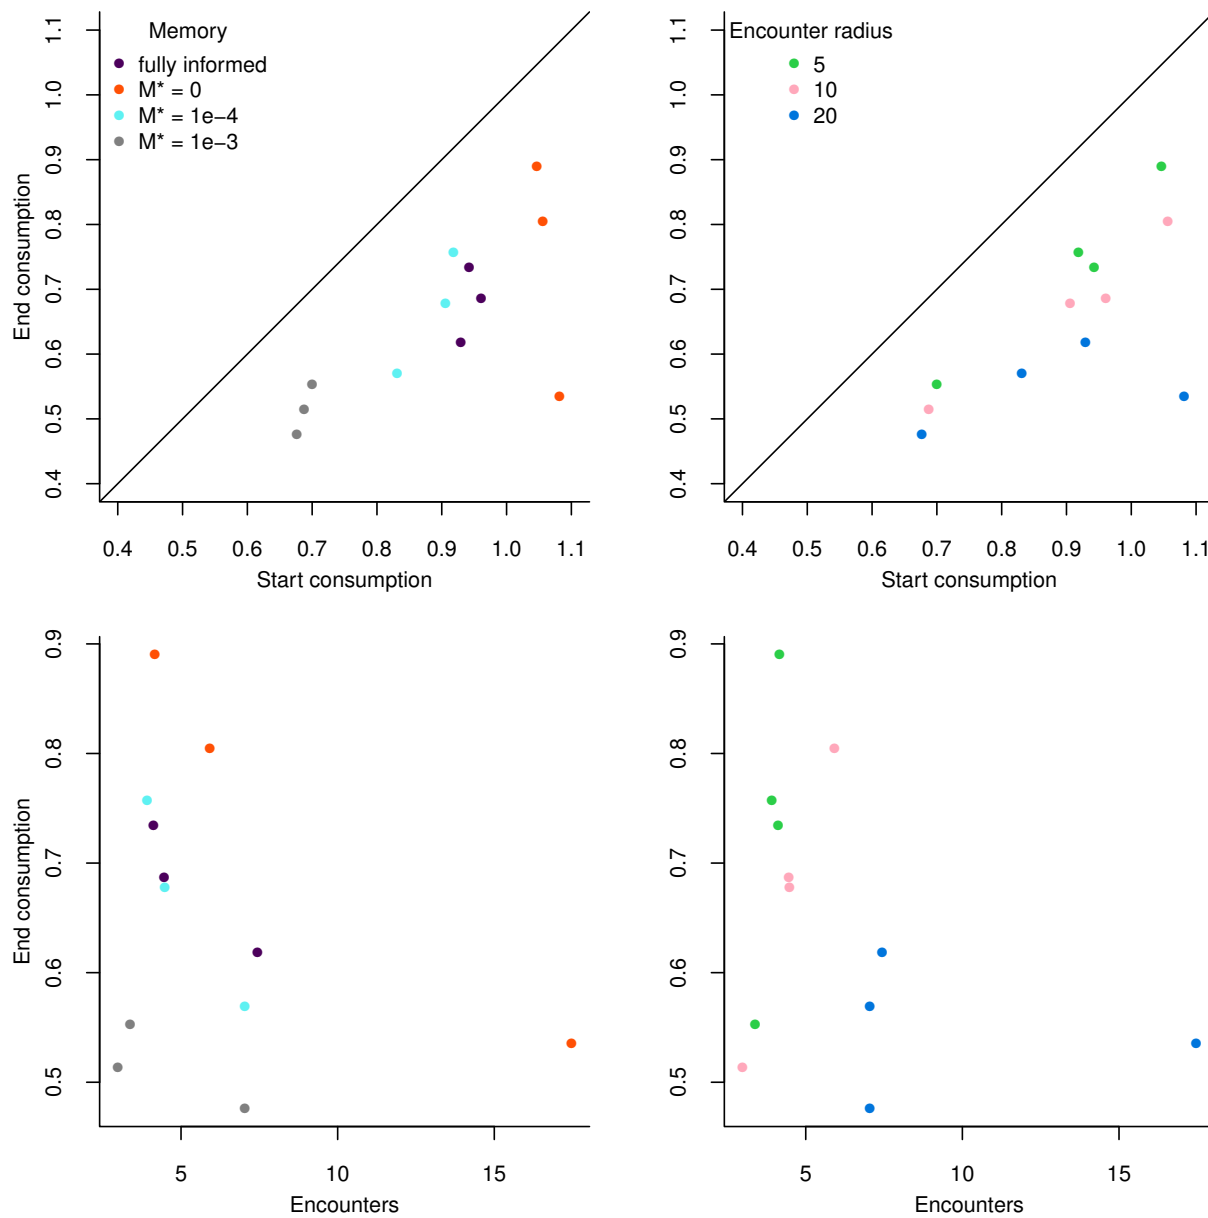 Memory
fully informed
M* = 0
M* = 1e−4
M* = 1e−3
End consumption
0.4 0.5 0.6 0.7 0.8 0.9 1.0 1.1
0.4 0.5 0.6 0.7 0.8 0.9 1.0 1.1
Start consumption
Encounter radius
5
10
20
0.4 0.5 0.6 0.7 0.8 0.9 1.0 1.1
0.4 0.5 0.6 0.7 0.8 0.9 1.0 1.1
Start consumption
End consumption
0.5 0.6 0.7 0.8 0.9
5 10 15
Encounters
0.5 0.6 0.7 0.8 0.9
5 10 15
Encounters